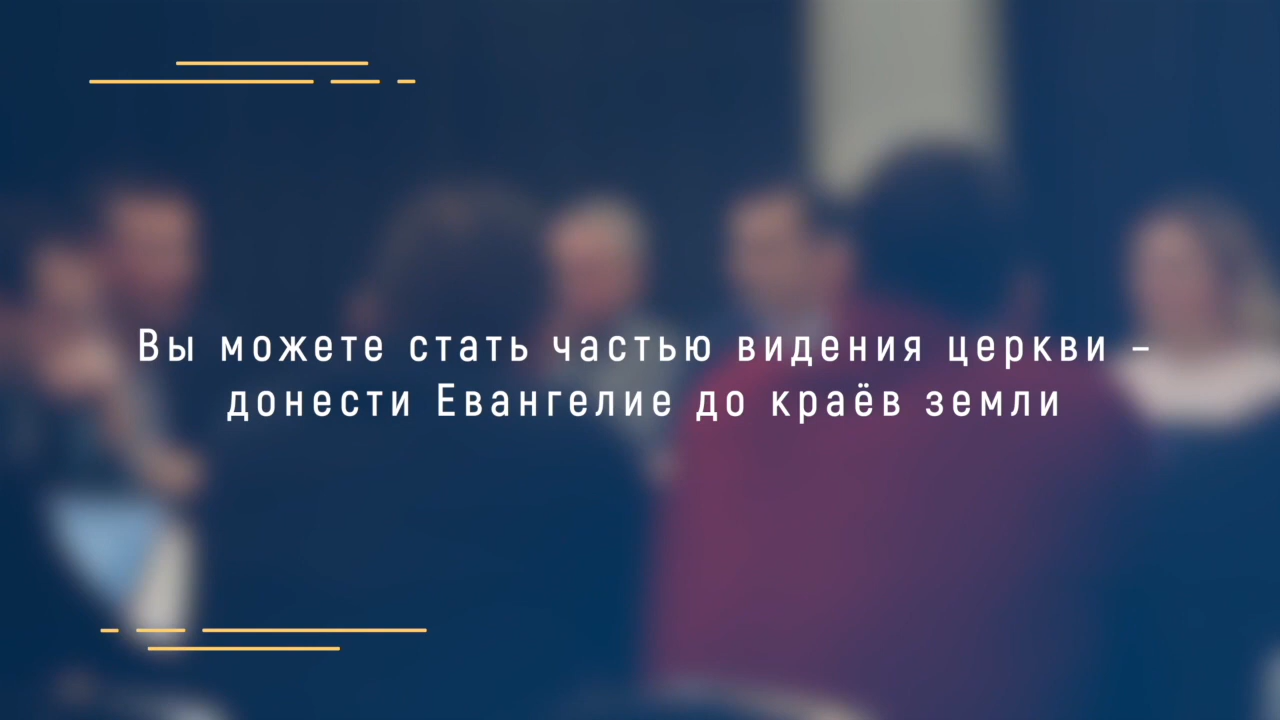 Вы можете стать частью видения церкви –
донести Евангелие до краёв земли